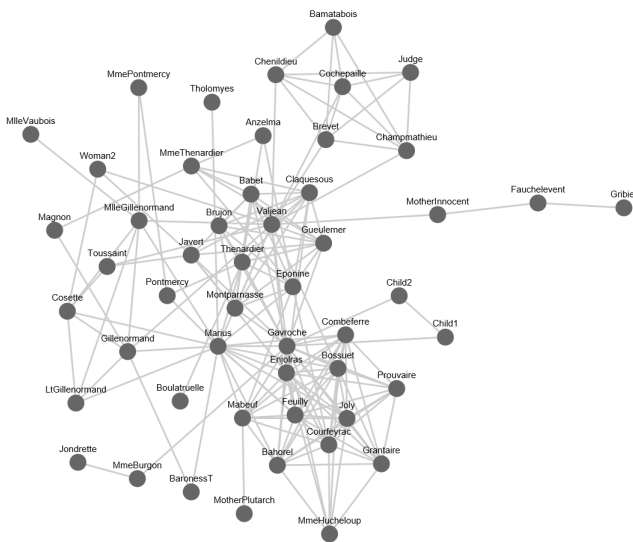 Bamatabois
Chenildieu
Judge
Cochepaille
MmePontmercy
Tholomyes
MlleVaubois
Anzelma
Brevet
Champmathieu
Woman2
MmeThenardier
Babet
Claquesous
Fauchelevent
Gribie
MotherInnocent
Magnon
MlleGillenormand
Brujon
Valjean
Gueulemer
Javert
Toussaint
Thenardier
Pontmercy
Eponine
Child2
Montparnasse
Cosette
Combeferre
Child1
Gillenormand
Marius
Gavroche
Bossuet
Enjolras
Prouvaire
LtGillenormand
Boulatruelle
Mabeuf
Feuilly
Joly
Courfeyrac
Jondrette
Bahorel
Grantaire
MmeBurgon
BaronessT
MotherPlutarch
MmeHucheloup